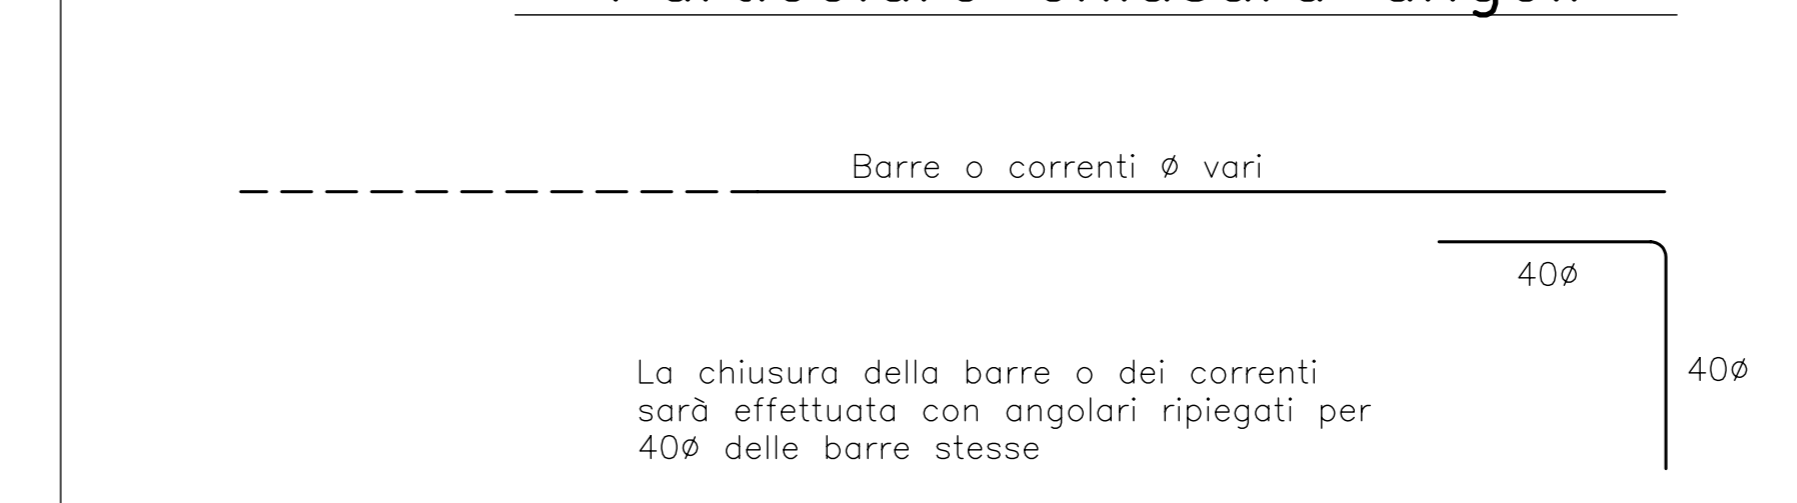 Barre o correnti ø vari
40ø
40ø
La chiusura della barre o dei correnti
sarà effettuata con angolari ripiegati per
40ø delle barre stesse